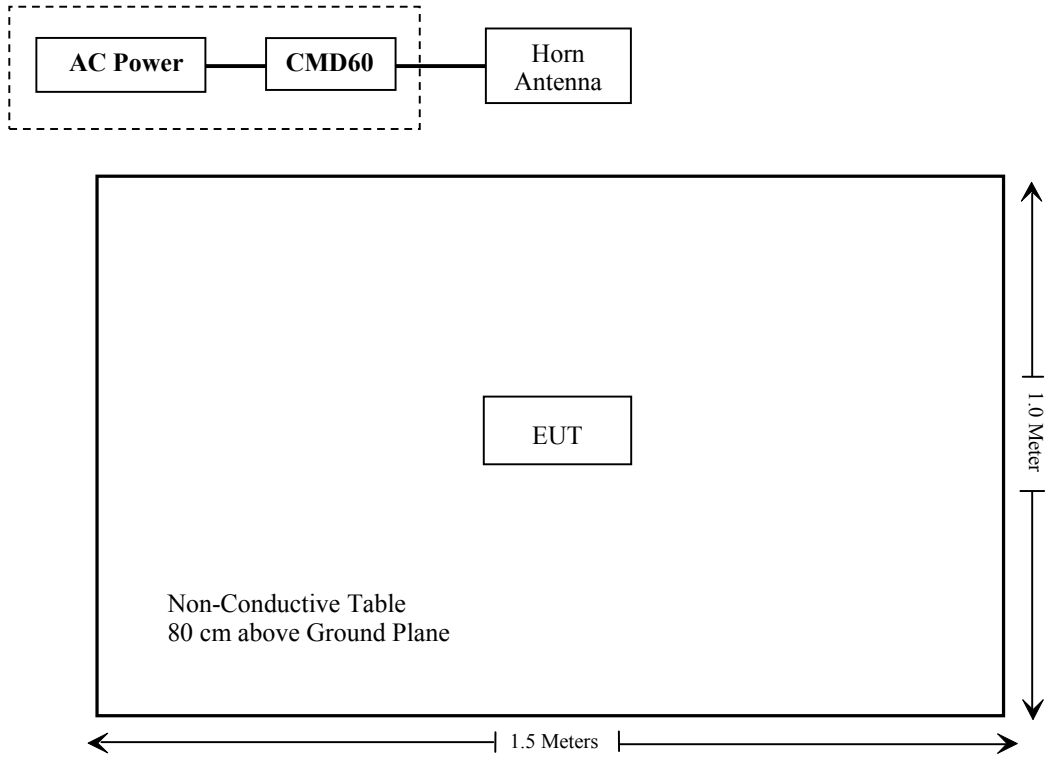 AC Power
CMD60
Horn
Antenna
EUT
1.0 Meter
Non-Conductive Table
80 cm above Ground Plane
1.5 Meters